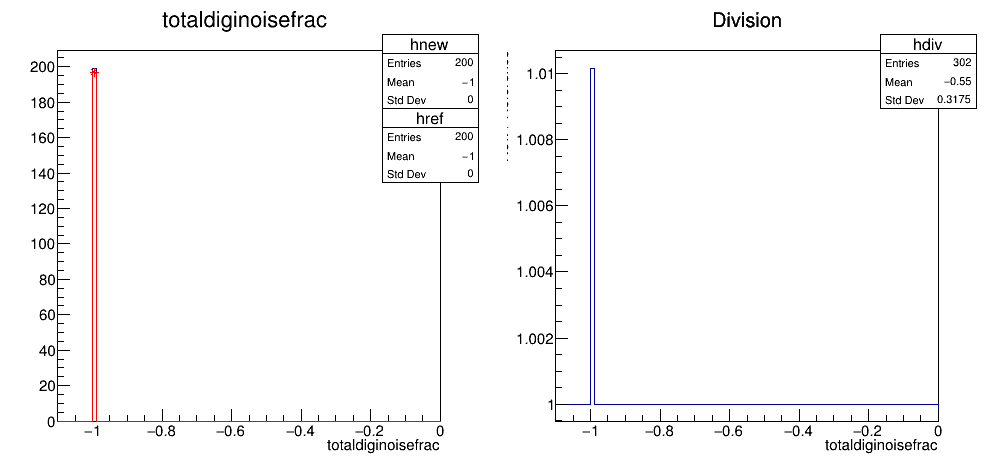 totaldiginoisefrac
hnew
Entries 200
Mean −1
Std Dev 0
href
Entries 200
Mean −1
Std Dev 0
200
180
160
140
120
100
80
60
40
20
0
−1 −0.8 −0.6 −0.4 −0.2 0
totaldiginoisefrac
Division
hdiv
Entries 302
Mean −0.55
Std Dev 0.3175
1.01
1.008
1.006
1.004
1.002
1
−1 −0.8 −0.6 −0.4 −0.2 0
totaldiginoisefrac